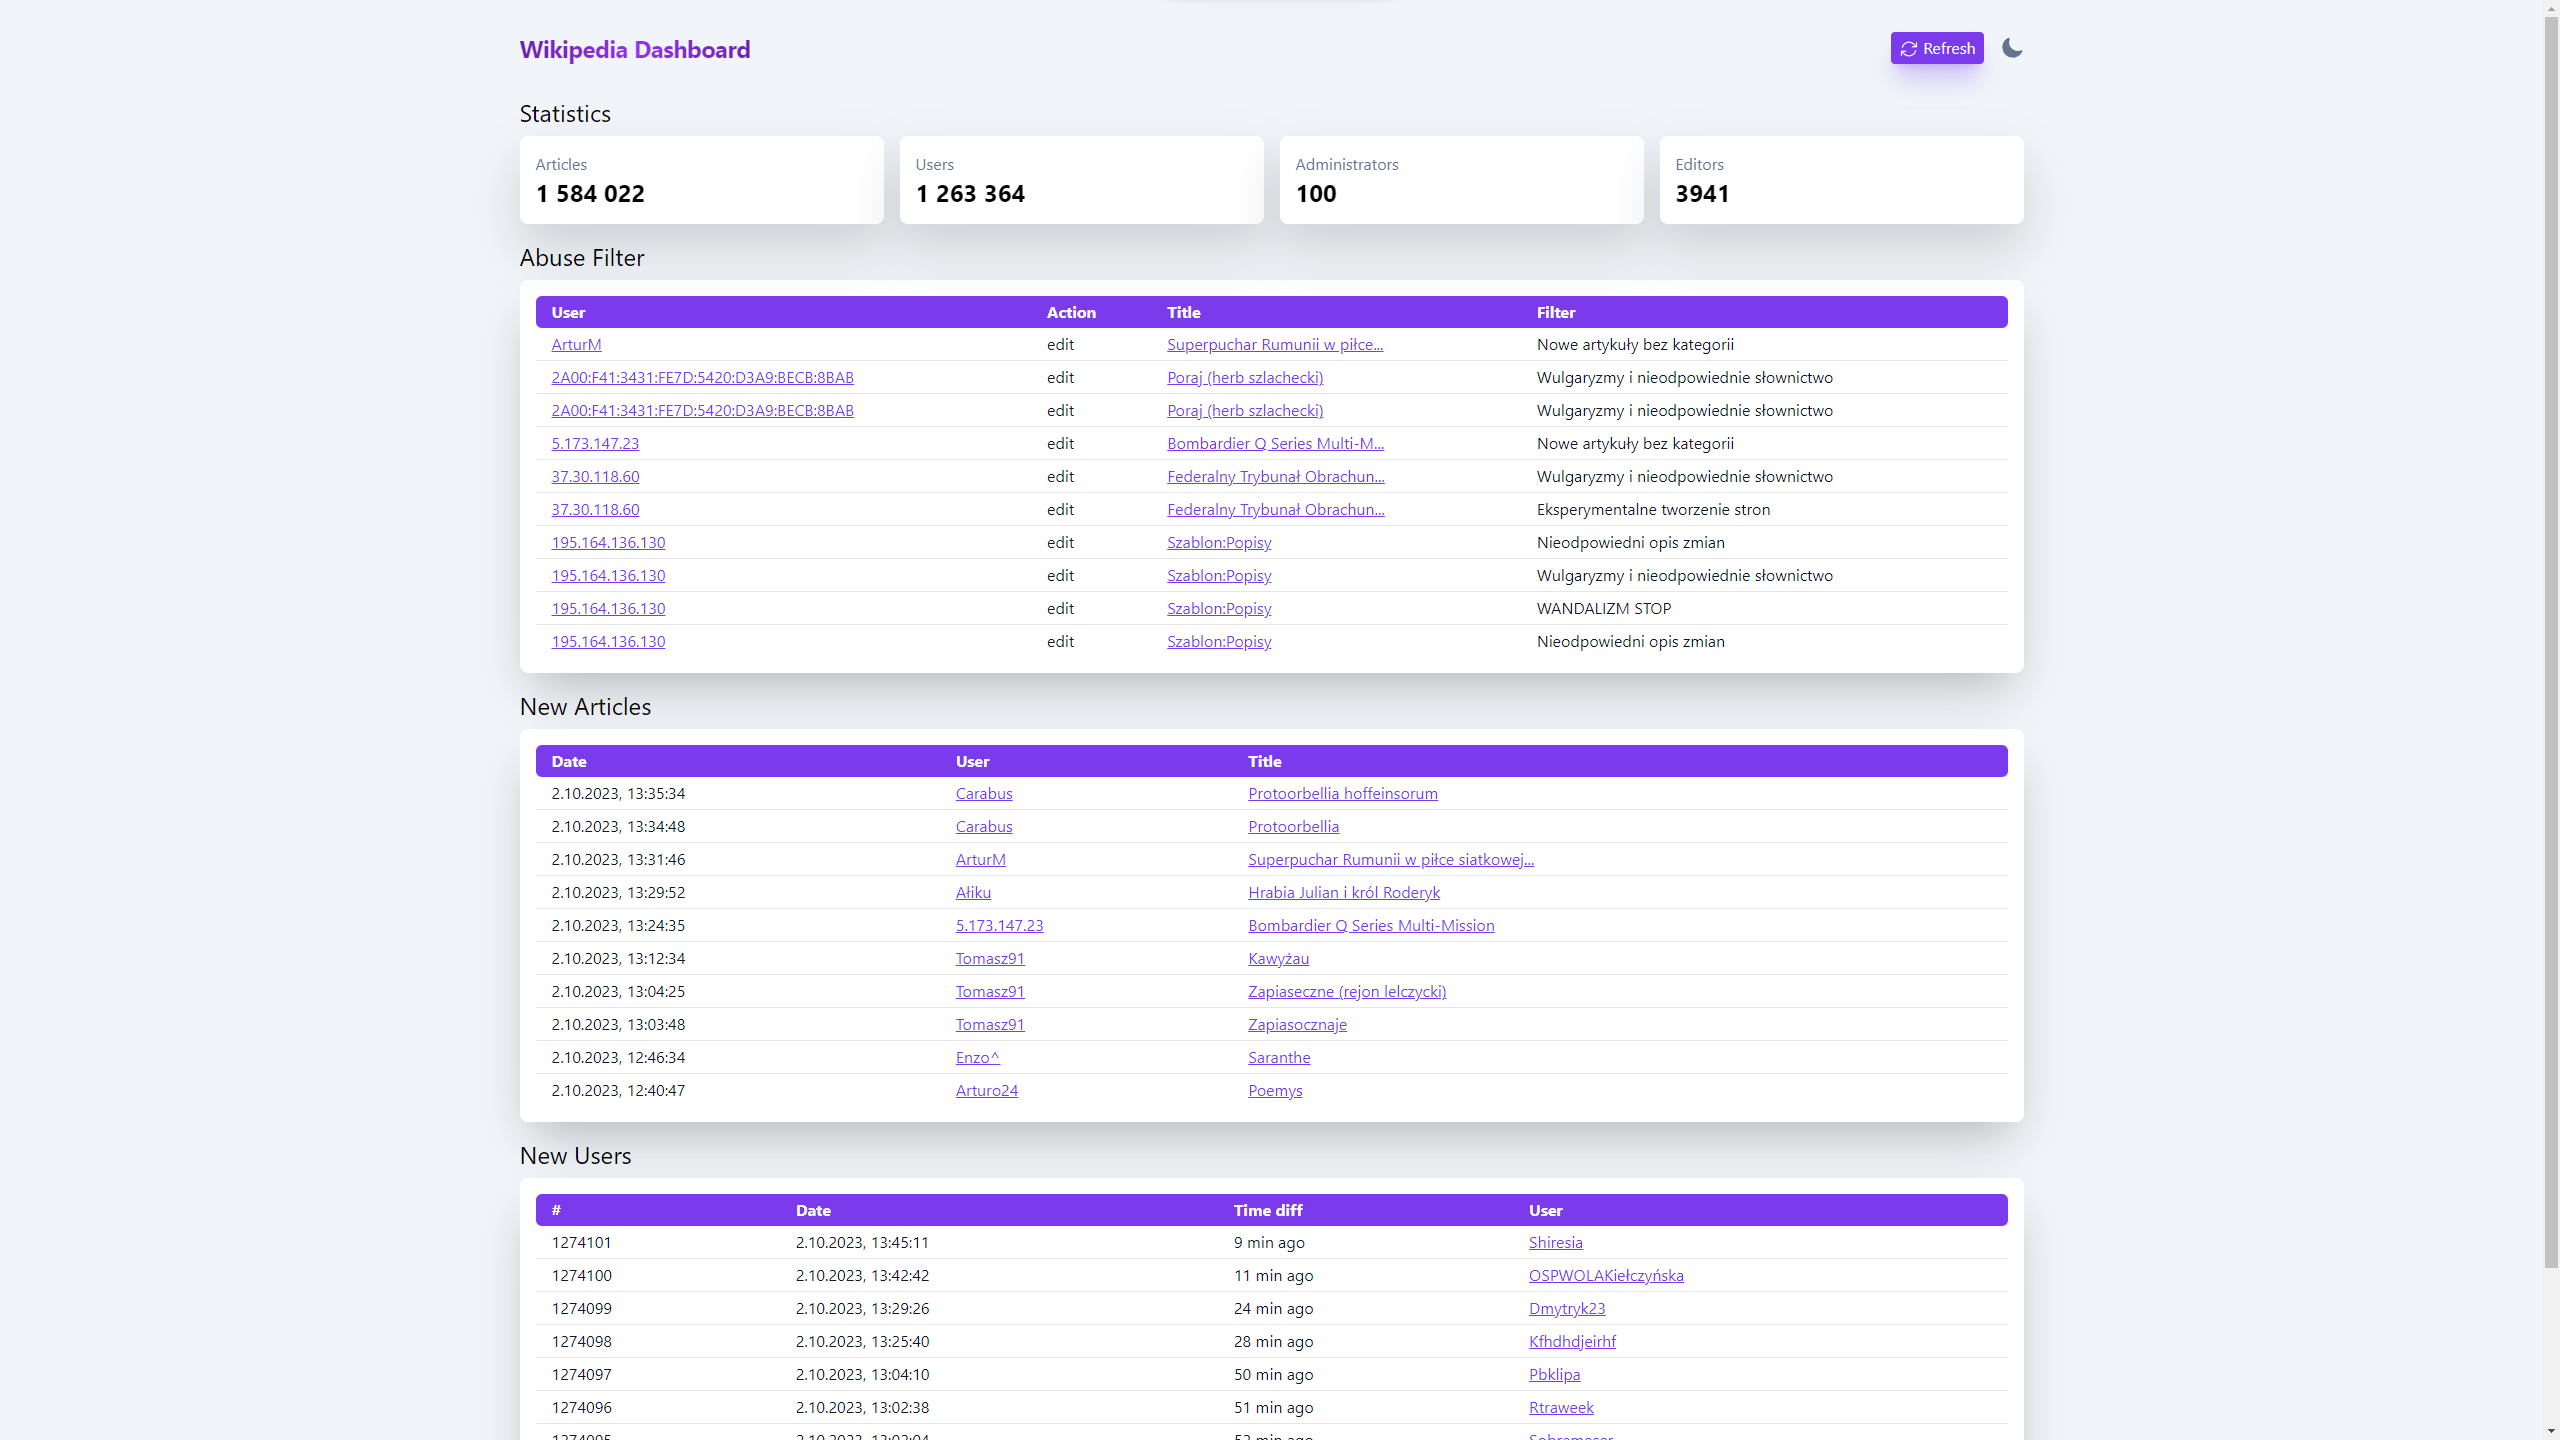 Wikipedia Dashboard
Refresh
Statistics
Articles Users Administrators Editors
1 584 022 1 263 364 100 3941
Abuse Filter
User Action Title Filter
ArturM edit Superpuchar Rumunii w piłce... Nowe artykuły bez kategorii
2A00:F41:3431:FE7D:5420:D3A9:BECB:8BAB edit Poraj (herb szlachecki) Wulgaryzmy i nieodpowiednie słownictwo
2A00:F41:3431:FE7D:5420:D3A9:BECB:8BAB edit Poraj (herb szlachecki) Wulgaryzmy i nieodpowiednie słownictwo
5.173.147.23 edit Bombardier Q Series Multi-M... Nowe artykuły bez kategorii
37.30.118.60 edit Federalny Trybunał Obrachun... Wulgaryzmy i nieodpowiednie słownictwo
37.30.118.60 edit Federalny Trybunał Obrachun... Eksperymentalne tworzenie stron
195.164.136.130 edit Szablon:Popisy Nieodpowiedni opis zmian
195.164.136.130 edit Szablon:Popisy Wulgaryzmy i nieodpowiednie słownictwo
195.164.136.130 edit Szablon:Popisy WANDALIZM STOP
195.164.136.130 edit Szablon:Popisy Nieodpowiedni opis zmian
New Articles
Date User Title
2.10.2023, 13:35:34 Carabus Protoorbellia hoffeinsorum
2.10.2023, 13:34:48 Carabus Protoorbellia
2.10.2023, 13:31:46 ArturM Superpuchar Rumunii w piłce siatkowej...
2.10.2023, 13:29:52 Ałiku Hrabia Julian i król Roderyk
2.10.2023, 13:24:35 5.173.147.23 Bombardier Q Series Multi-Mission
2.10.2023, 13:12:34 Tomasz91 Kawyżau
2.10.2023, 13:04:25 Tomasz91 Zapiaseczne (rejon lelczycki)
2.10.2023, 13:03:48 Tomasz91 Zapiasocznaje
2.10.2023, 12:46:34 Enzo^ Saranthe
2.10.2023, 12:40:47 Arturo24 Poemys
New Users
# Date Time diff User
1274101 2.10.2023, 13:45:11 9 min ago Shiresia
1274100 2.10.2023, 13:42:42 11 min ago OSPWOLAKiełczyńska
1274099 2.10.2023, 13:29:26 24 min ago Dmytryk23
1274098 2.10.2023, 13:25:40 28 min ago Kfhdhdjeirhf
1274097 2.10.2023, 13:04:10 50 min ago Pbklipa
1274096 2.10.2023, 13:02:38 51 min ago Rtraweek